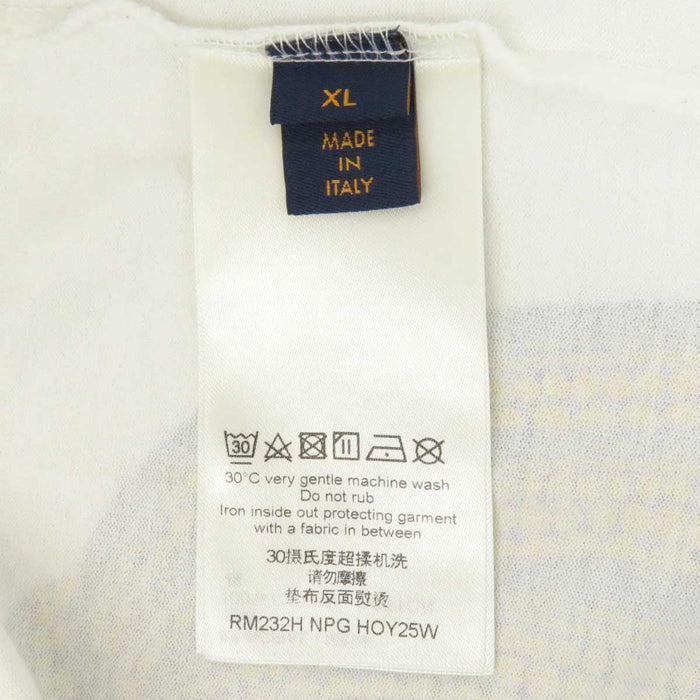 XL
MADE
IN
ITALY
30
30°C very gentle machine wash
Do not rub
Iron inside out protecting garment
with a fabric in between
30摄氏度超揉机洗
请勿摩擦
垫布反面熨烫
RM232H NPG HOY25W